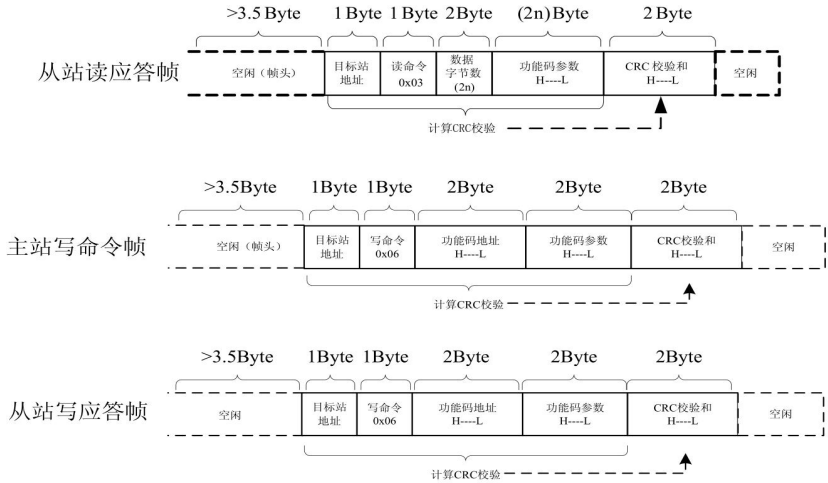 >3.5Byte 1Byte 1Byte 2Byte (2n)Byte 2 Byte
从站读应答帧
空闲（帧头）
目标站
地址
读命令
0x03
数据
字节数
(2n)
功能码参数
H----L
CRC 校验和
H----L
空闲
计算CRC校验
>3.5Byte 1Byte 1Byte 2Byte 2Byte 2Byte
主站写命令帧
空闲（帧头）
目标站
地址
写命令
0x06
功能码地址
H----L
功能码参数
H----L
CRC校验和
H----L
空闲
计算CRC校验
>3.5Byte 1Byte 1Byte 2Byte 2Byte 2Byte
从站写应答帧
空闲
目标站
地址
写命令
0x06
功能码地址
H----L
功能码参数
H----L
CRC校验和
H----L
空闲
计算CRC校验